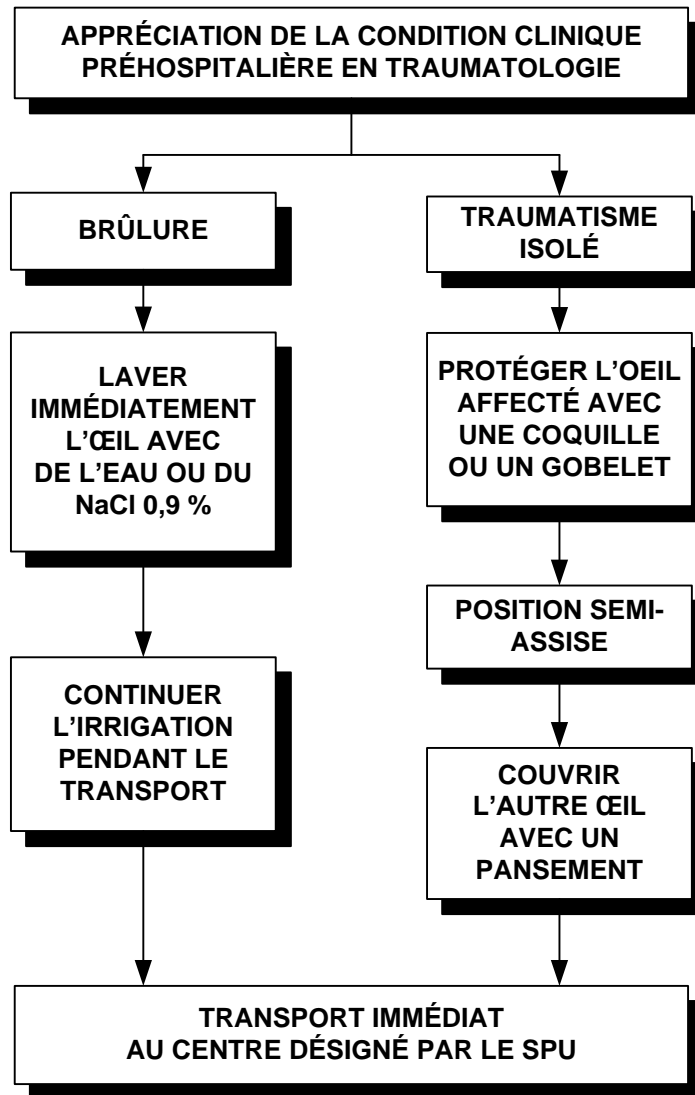 APPRÉCIATION DE LA CONDITION CLINIQUE
PRÉHOSPITALIÈRE EN TRAUMATOLOGIE
BRÛLURE
LAVER
IMMÉDIATEMENT
L'ŒIL AVEC
DE L'EAU OU DU
NaCl 0,9 %
CONTINUER
L'IRRIGATION
PENDANT LE
TRANSPORT
TRAUMATISME
ISOLÉ
PROTÉGER L'OEIL
AFFECTÉ AVEC
UNE COQUILLE
OU UN GOBELET
POSITION SEMI-
ASSISE
COUVRIR
L'AUTRE ŒIL
AVEC UN
PANSEMENT
TRANSPORT IMMÉDIAT
AU CENTRE DÉSIGNÉ PAR LE SPU